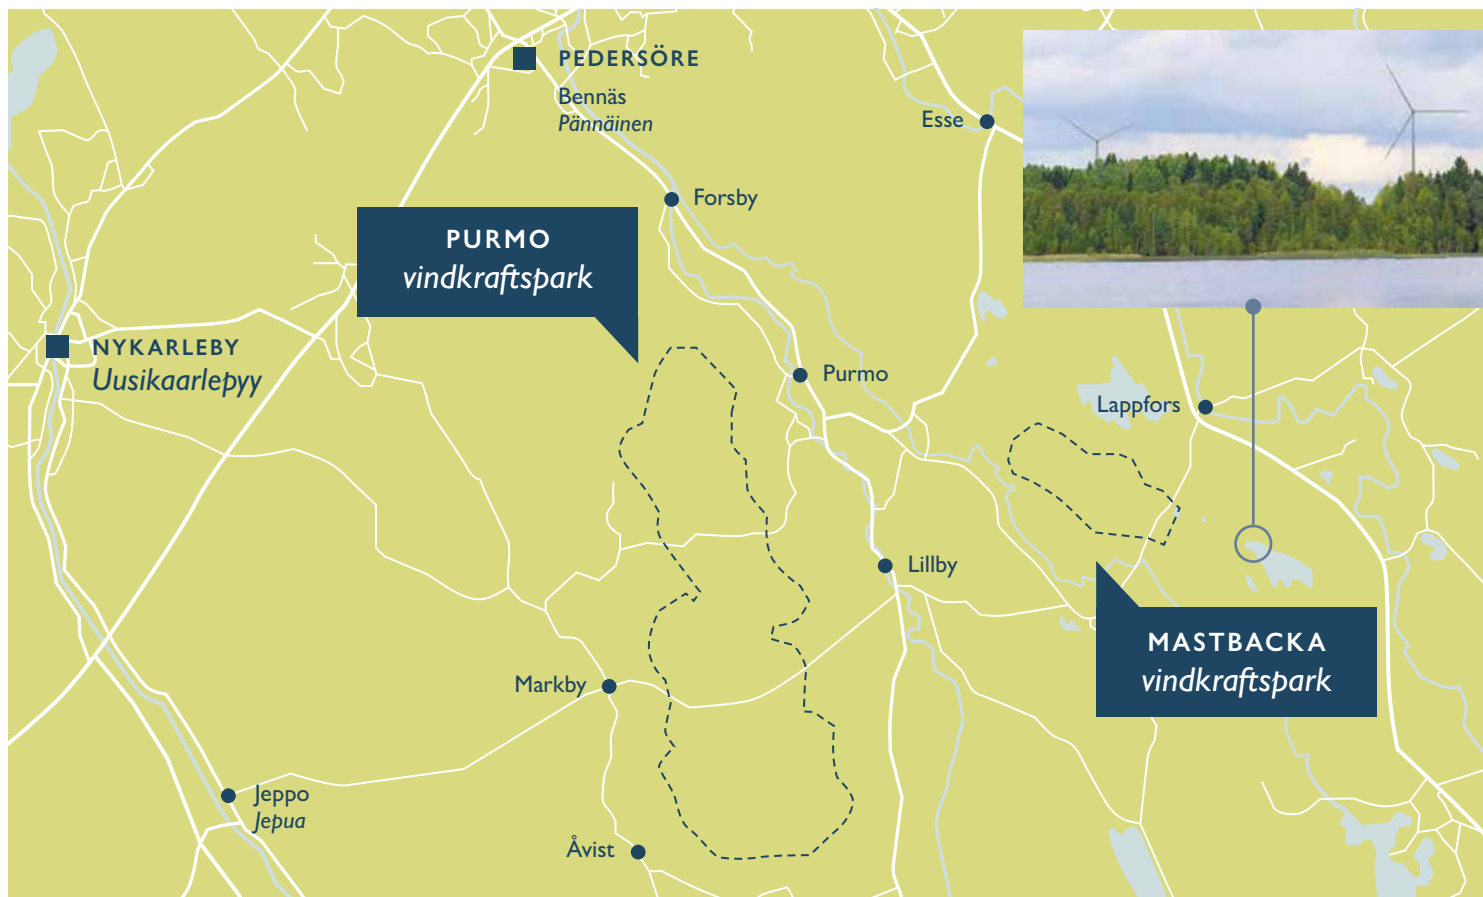 PEDERSÖRE
Bennäs
Pännäinen
Esse
Forsby
PURMO
vindkraftspark
NYKARLEBY
Uusikaarlepyy
Purmo
Lappfors
Lillby
MASTBACKA
vindkraftspark
Markby
Jeppo
Jepua
Åvist